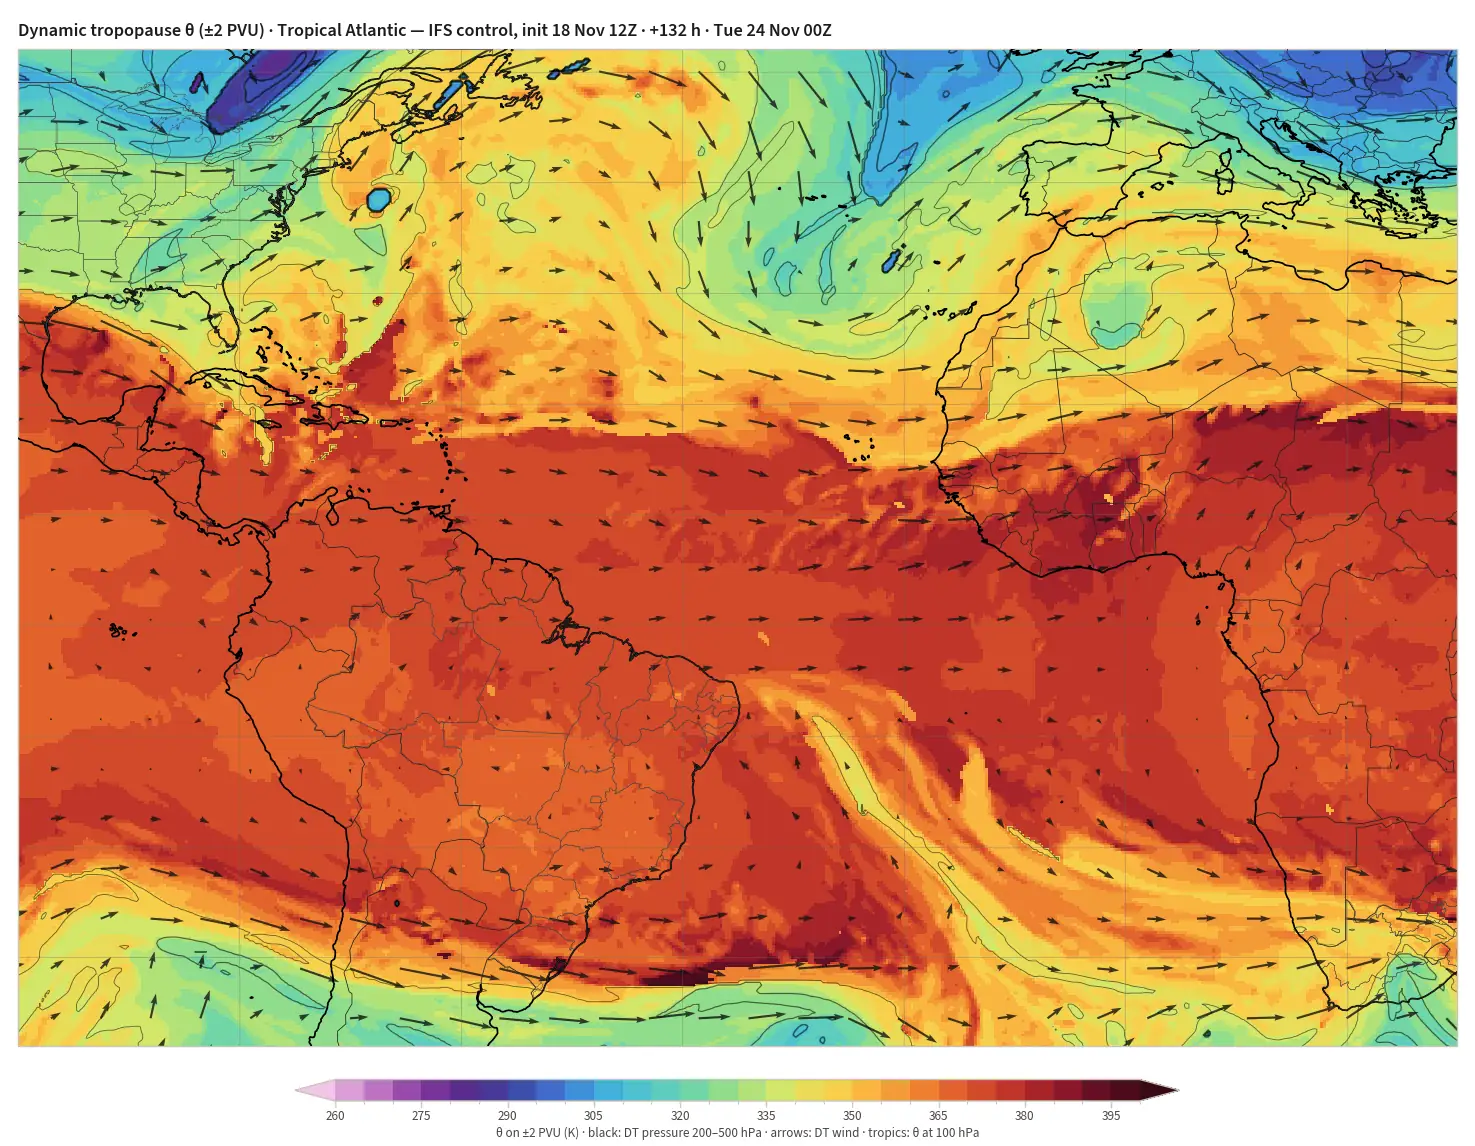 Dynamic tropopause θ (±2 PVU) · Tropical Atlantic — IFS control, init 18 Nov 12Z · +132 h · Tue 24 Nov 00Z
260 275 290 305 320 335 350 365 380 395
θ on ±2 PVU (K) · black: DT pressure 200–500 hPa · arrows: DT wind · tropics: θ at 100 hPa